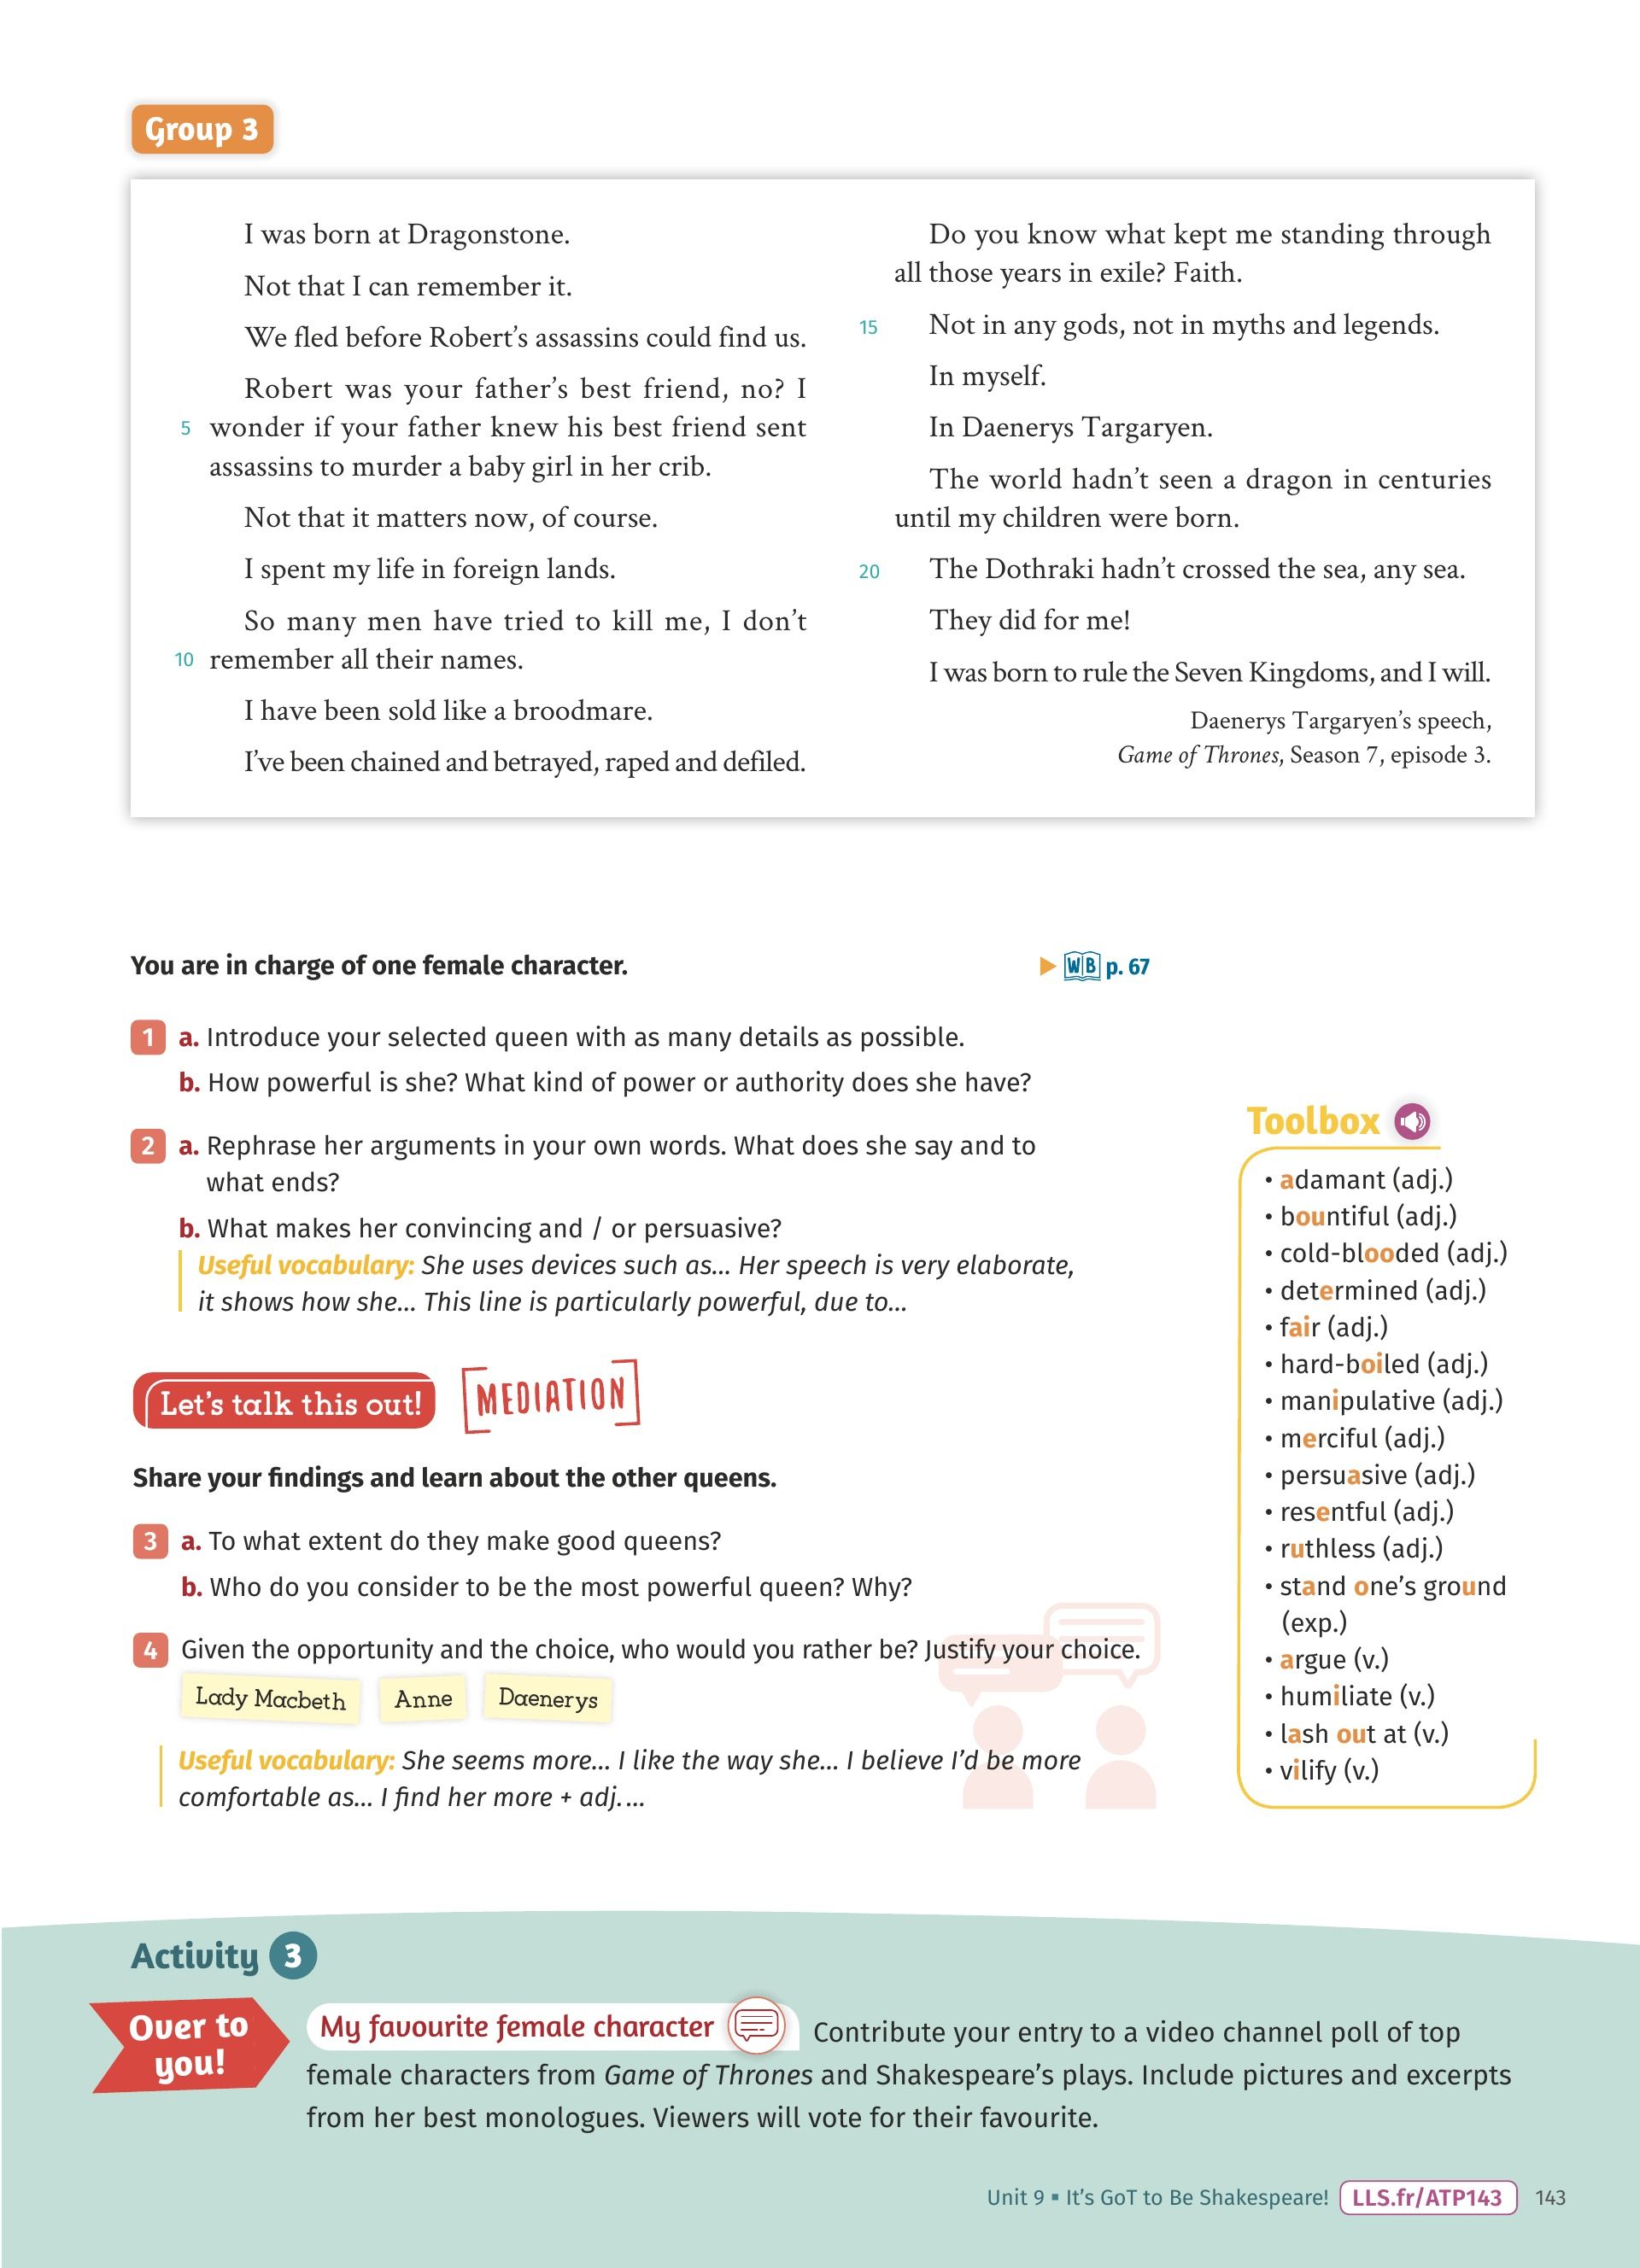 Group 3
I was born at Dragonstone.
Not that I can remember it.
We fled before Robert’s assassins could find us.
Robert was your father’s best friend, no? I
5 wonder if your father knew his best friend sent
assassins to murder a baby girl in her crib.
Not that it matters now, of course.
I spent my life in foreign lands.
So many men have tried to kill me, I don’t
10 remember all their names.
I have been sold like a broodmare.
I’ve been chained and betrayed, raped and defiled.
Do you know what kept me standing through
all those years in exile? Faith.
15 Not in any gods, not in myths and legends.
In myself.
In Daenerys Targaryen.
The world hadn’t seen a dragon in centuries
until my children were born.
20 The Dothraki hadn’t crossed the sea, any sea.
They did for me!
I was born to rule the Seven Kingdoms, and I will.
Daenerys Targaryen’s speech,
Game of Thrones, Season 7, episode 3.
You are in charge of one female character.
WB p. 67
1 a. Introduce your selected queen with as many details as possible.
b. How powerful is she? What kind of power or authority does she have?
2 a. Rephrase her arguments in your own words. What does she say and to
what ends?
b. What makes her convincing and / or persuasive?
Useful vocabulary: She uses devices such as... Her speech is very elaborate,
it shows how she... This line is particularly powerful, due to...
Let’s talk this out! MEDIATION
Share your findings and learn about the other queens.
3 a. To what extent do they make good queens?
b. Who do you consider to be the most powerful queen? Why?
4 Given the opportunity and the choice, who would you rather be? Justify your choice.
Lady Macbeth Anne Daenerys
Useful vocabulary: She seems more... I like the way she... I believe I’d be more
comfortable as... I find her more + adj. ...
Toolbox
• adamant (adj.)
• bountiful (adj.)
• cold-blooded (adj.)
• determined (adj.)
• fair (adj.)
• hard-boiled (adj.)
• manipulative (adj.)
• merciful (adj.)
• persuasive (adj.)
• resentful (adj.)
• ruthless (adj.)
• stand one’s ground
(exp.)
• argue (v.)
• humiliate (v.)
• lash out at (v.)
• vilify (v.)
Activity 3
Over to
you!
My favourite female character Contribute your entry to a video channel poll of top
female characters from Game of Thrones and Shakespeare’s plays. Include pictures and excerpts
from her best monologues. Viewers will vote for their favourite.
Unit 9 ▪ It’s GoT to Be Shakespeare! LLS.fr/ATP143 143